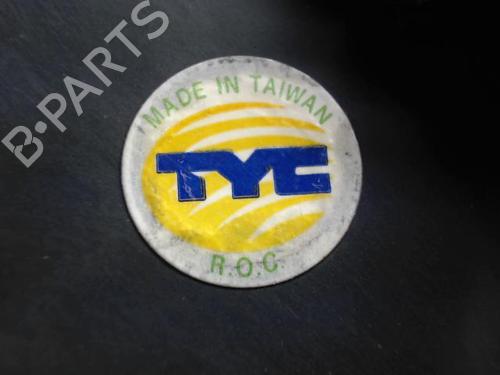 B·PARTS
MADE IN TAIWAN
TYC
R.O.C.